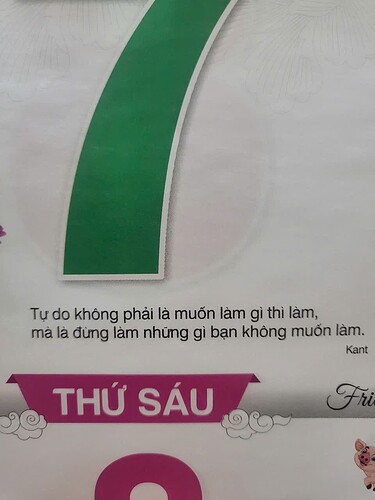 7
Tự do không phải là muốn làm gì thì làm,
mà là đừng làm những gì bạn không muốn làm.
Kant
THỨ SÁU